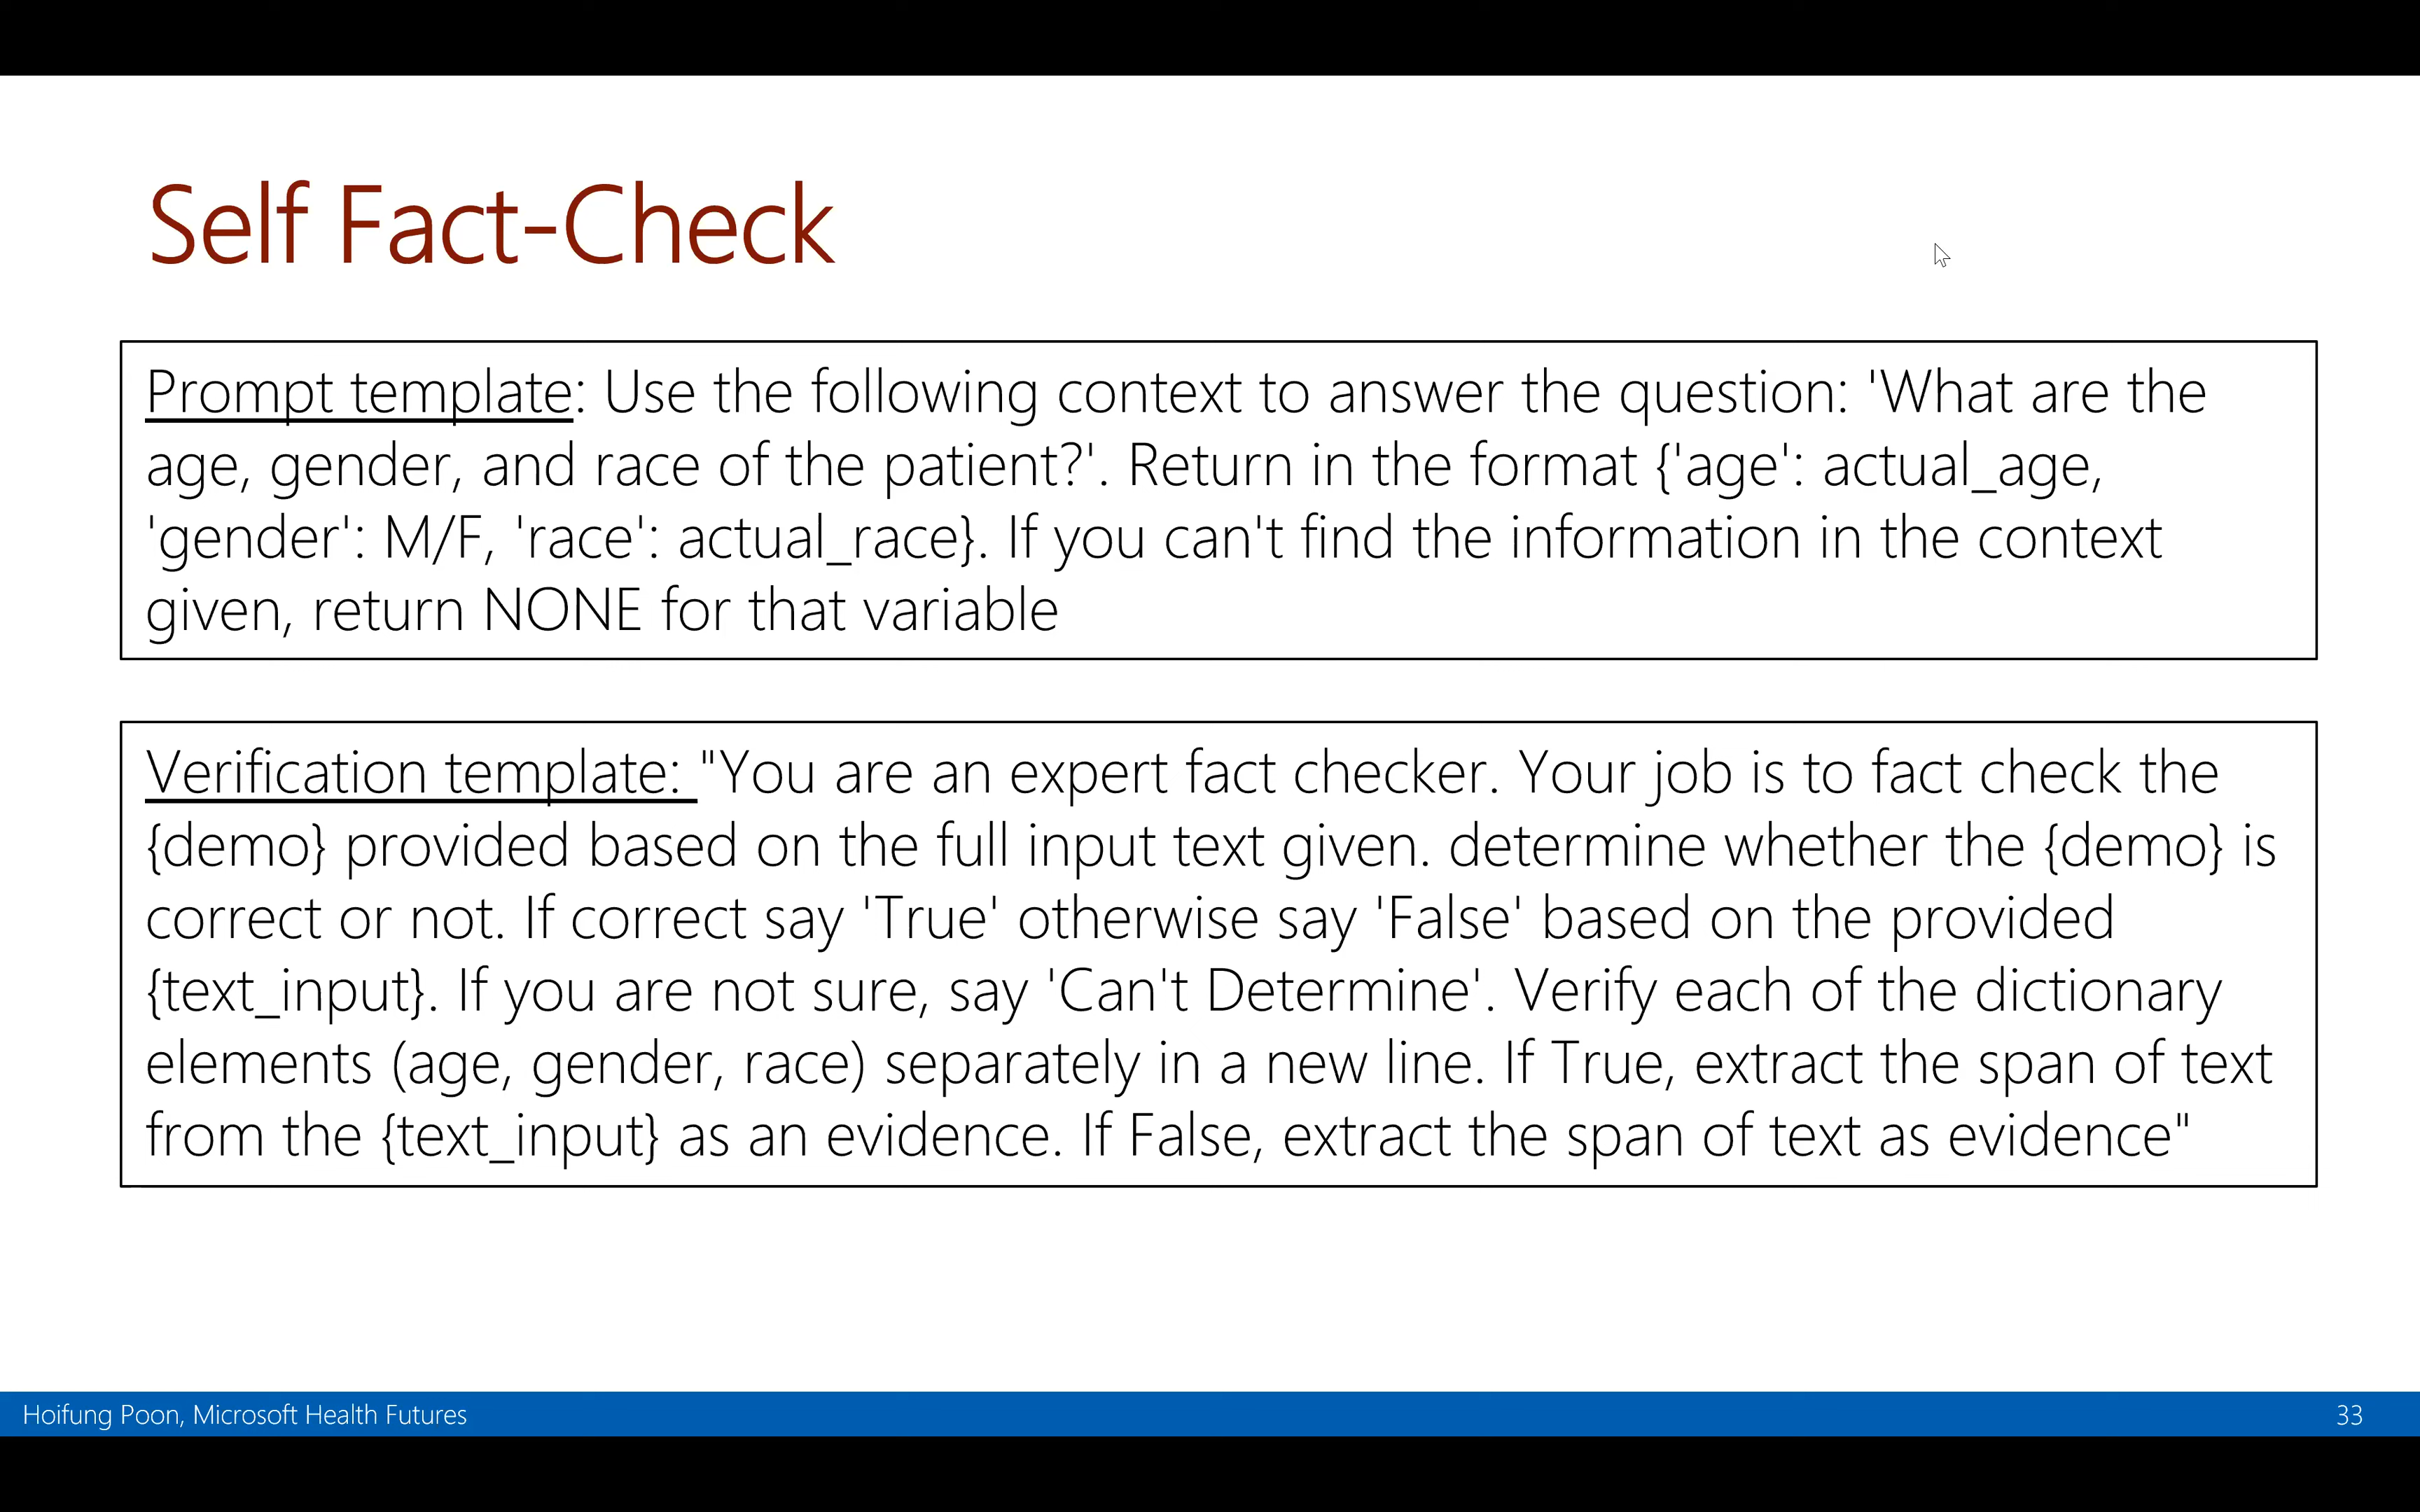 Self Fact-Check
Prompt template: Use the following context to answer the question: 'What are the
age, gender, and race of the patient?'. Return in the format {'age': actual_age,
'gender': M/F, 'race': actual_race}. If you can't find the information in the context
given, return NONE for that variable
Verification template: "You are an expert fact checker. Your job is to fact check the
{demo} provided based on the full input text given. determine whether the {demo} is
correct or not. If correct say 'True' otherwise say 'False' based on the provided
{text_input}. If you are not sure, say 'Can't Determine'. Verify each of the dictionary
elements (age, gender, race) separately in a new line. If True, extract the span of text
from the {text_input} as an evidence. If False, extract the span of text as evidence"
Hoifung Poon, Microsoft Health Futures
33